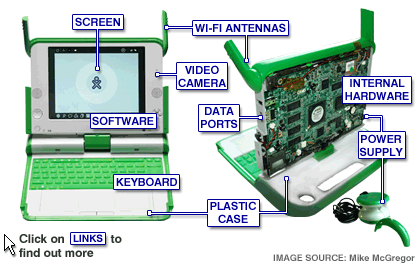 SCREEN
WI-FI ANTENNAS
VIDEO
CAMERA
SOFTWARE
KEYBOARD
PLASTIC
CASE
DATA
PORTS
INTERNAL
HARDWARE
POWER
SUPPLY
Click on LINKS to
find out more
IMAGE SOURCE: Mike McGregor